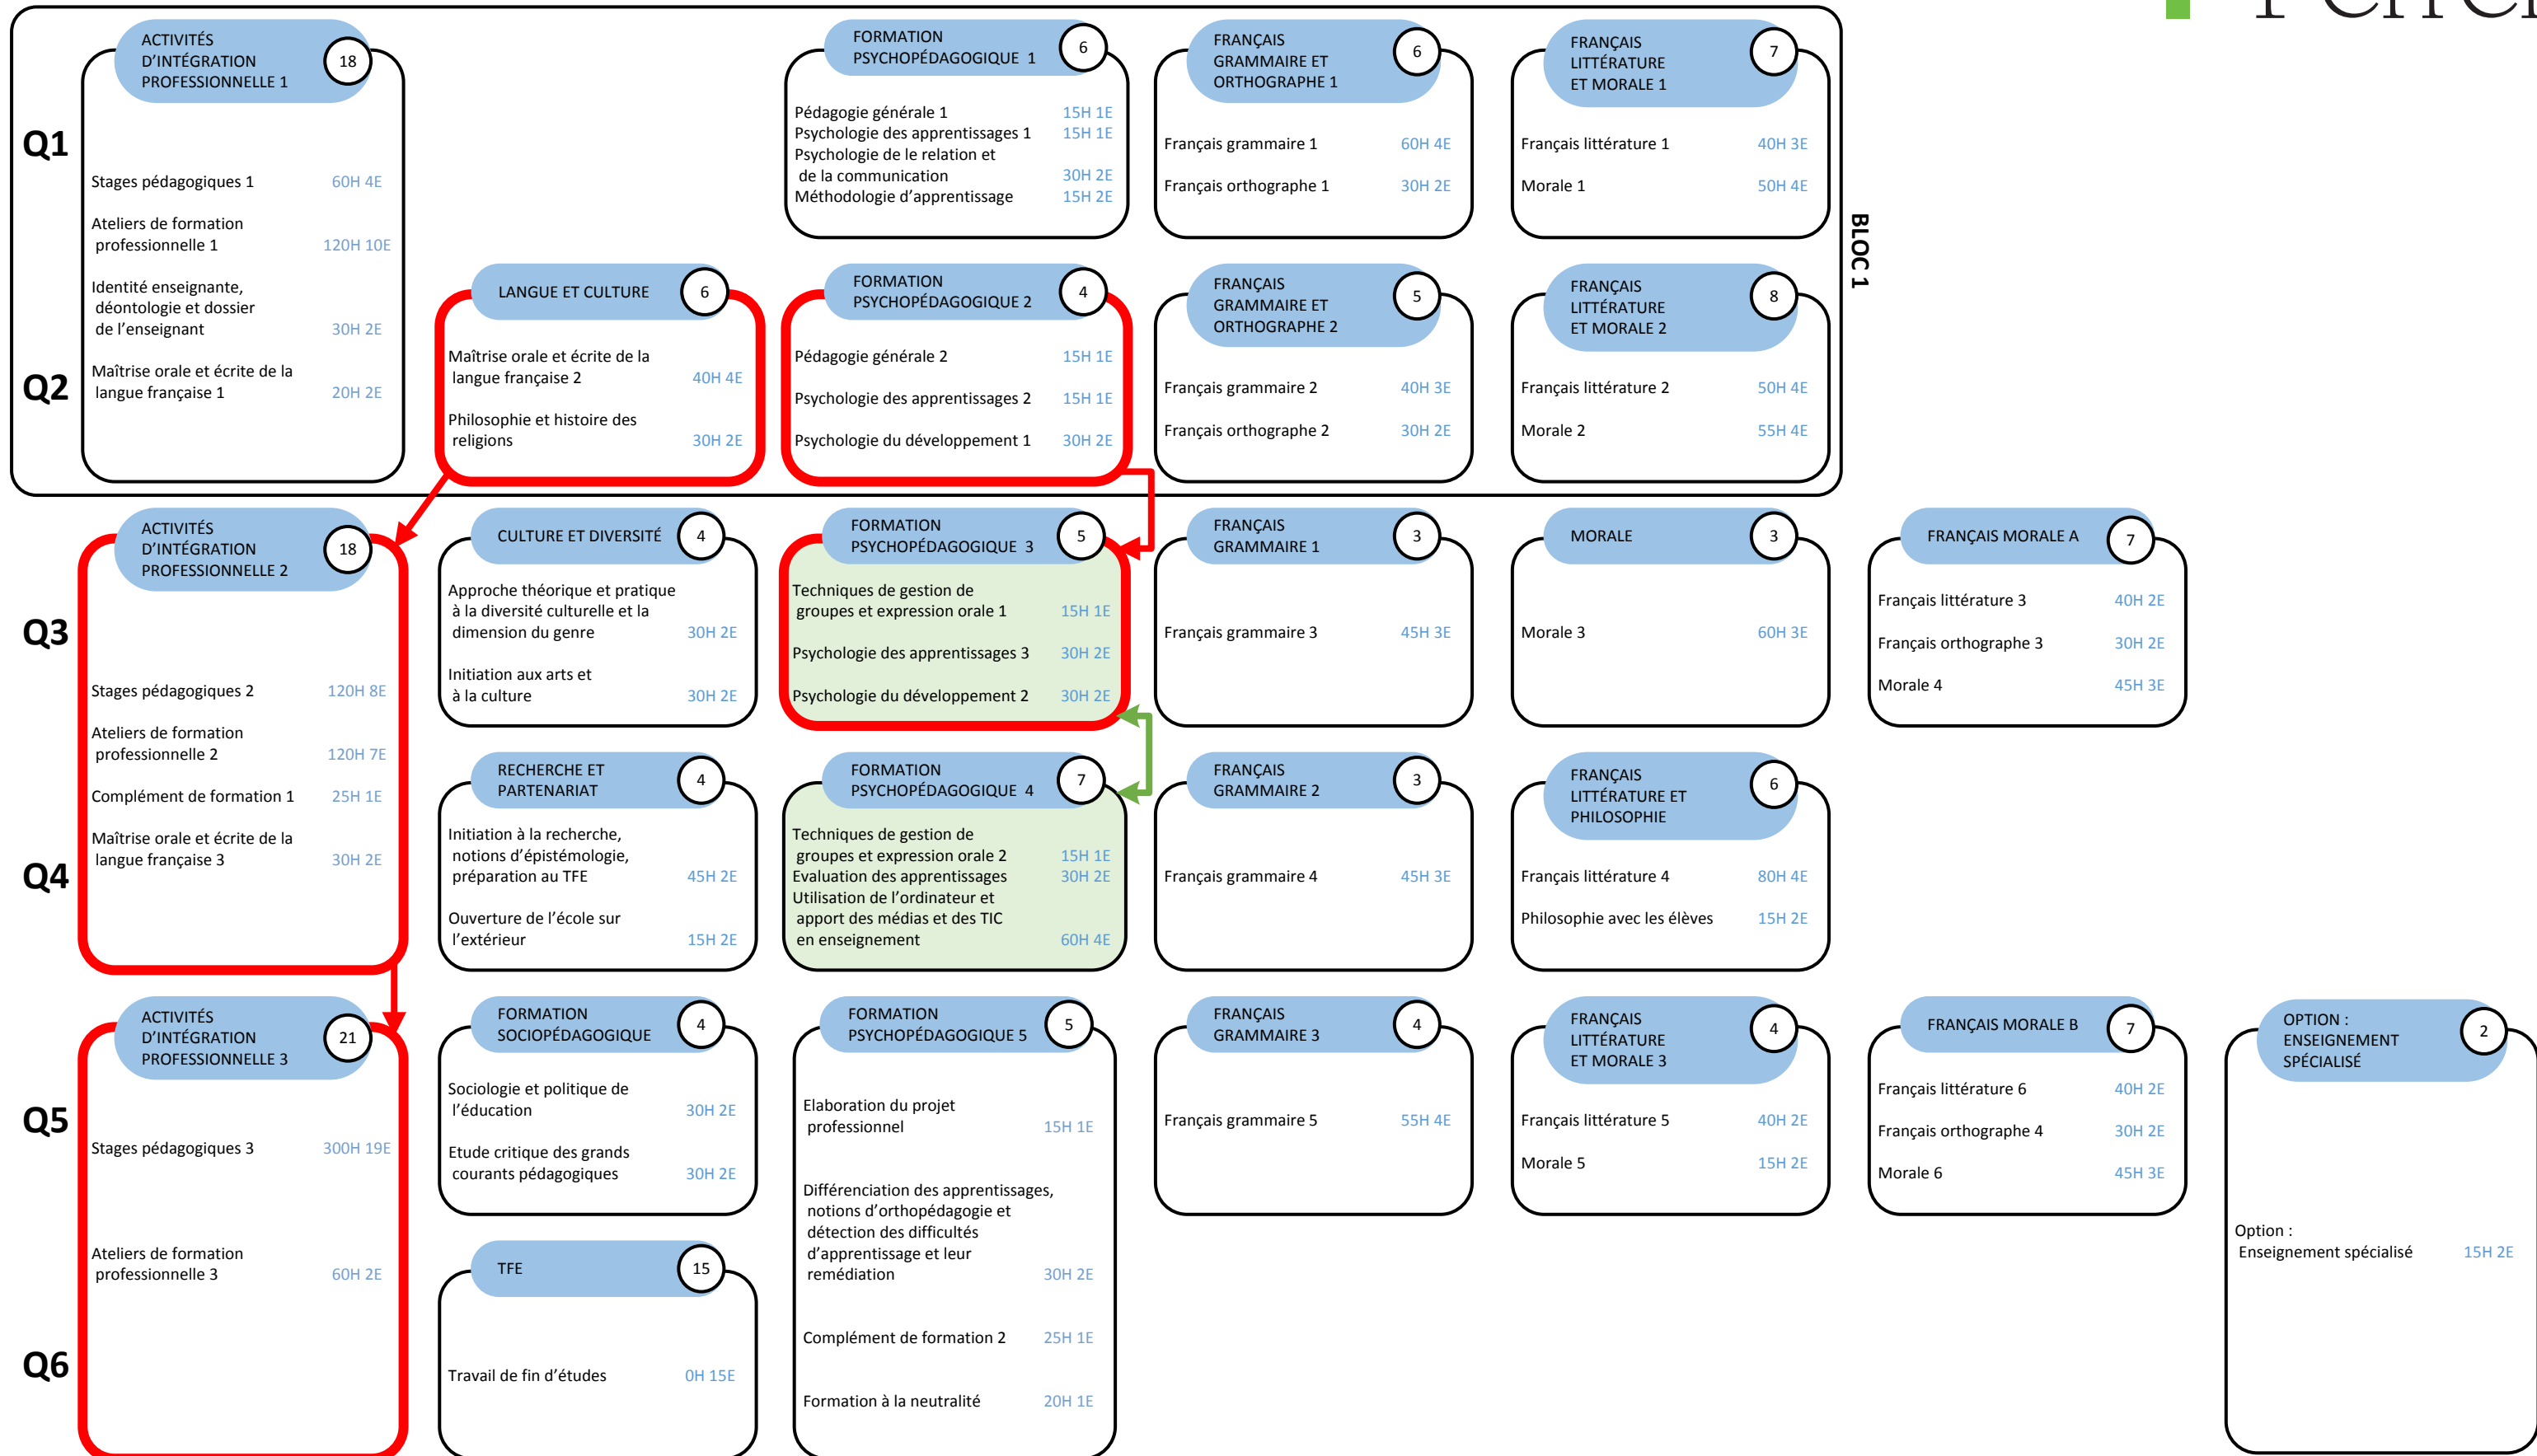 ACTIVITÉS
D'INTÉGRATION
PROFESSIONNELLE 1
18
Stages pédagogiques 1 60H 4E
Ateliers de formation
professionnelle 1 120H 10E
Identité enseignante,
déontologie et dossier
de l'enseignant 30H 2E
Maîtrise orale et écrite de la
langue française 1 20H 2E
Q1
Q2
BLOC 1
FORMATION
PSYCHOPÉDAGOGIQUE 1
6
Pédagogie générale 1 15H 1E
Psychologie des apprentissages 1 15H 1E
Psychologie de le relation et
de la communication 30H 2E
Méthodologie d'apprentissage 15H 2E
FRANÇAIS
GRAMMAIRE ET
ORTHOGRAPHE 1
6
Français grammaire 1 60H 4E
Français orthographe 1 30H 2E
FRANÇAIS
LITTÉRATURE
ET MORALE 1
7
Français littérature 1 40H 3E
Morale 1 50H 4E
LANGUE ET CULTURE
6
Maîtrise orale et écrite de la
langue française 2 40H 4E
Philosophie et histoire des
religions 30H 2E
FORMATION
PSYCHOPÉDAGOGIQUE 2
4
Pédagogie générale 2 15H 1E
Psychologie des apprentissages 2 15H 1E
Psychologie du développement 1 30H 2E
FRANÇAIS
GRAMMAIRE ET
ORTHOGRAPHE 2
5
Français grammaire 2 40H 3E
Français orthographe 2 30H 2E
FRANÇAIS
LITTÉRATURE
ET MORALE 2
8
Français littérature 2 50H 4E
Morale 2 55H 4E
Q3
Q4
ACTIVITÉS
D'INTÉGRATION
PROFESSIONNELLE 2
18
Stages pédagogiques 2 120H 8E
Ateliers de formation
professionnelle 2 120H 7E
Complément de formation 1 25H 1E
Maîtrise orale et écrite de la
langue française 3 30H 2E
CULTURE ET DIVERSITÉ
4
Approche théorique et pratique
à la diversité culturelle et la
dimension du genre 30H 2E
Initiation aux arts et
à la culture 30H 2E
FORMATION
PSYCHOPÉDAGOGIQUE 3
5
Techniques de gestion de
groupes et expression orale 1 15H 1E
Psychologie des apprentissages 3 30H 2E
Psychologie du développement 2 30H 2E
FRANÇAIS
GRAMMAIRE 1
3
Français grammaire 3 45H 3E
MORALE
3
Morale 3 60H 3E
FRANÇAIS MORALE A
7
Français littérature 3 40H 2E
Français orthographe 3 30H 2E
Morale 4 45H 3E
RECHERCHE ET
PARTENARIAT
4
Initiation à la recherche,
notions d'épistémologie,
préparation au TFE 45H 2E
Ouverture de l'école sur
l'extérieur 15H 2E
FORMATION
PSYCHOPÉDAGOGIQUE 4
7
Techniques de gestion de
groupes et expression orale 2 15H 1E
Evaluation des apprentissages 30H 2E
Utilisation de l'ordinateur et
apport des médias et des TIC
en enseignement 60H 4E
FRANÇAIS
GRAMMAIRE 2
3
Français grammaire 4 45H 3E
FRANÇAIS
LITTÉRATURE ET
PHILOSOPHIE
6
Français littérature 4 80H 4E
Philosophie avec les élèves 15H 2E
Q5
Q6
ACTIVITÉS
D'INTÉGRATION
PROFESSIONNELLE 3
21
Stages pédagogiques 3 300H 19E
Ateliers de formation
professionnelle 3 60H 2E
FORMATION
SOCIOPÉDAGOGIQUE
4
Sociologie et politique de
l'éducation 30H 2E
Etude critique des grands
courants pédagogiques 30H 2E
FORMATION
PSYCHOPÉDAGOGIQUE 5
5
Elaboration du projet
professionnel 15H 1E
Différenciation des apprentissages,
notions d'orthopédagogie et
détection des difficultés
d'apprentissage et leur
remédiation 30H 2E
Complément de formation 2 25H 1E
Formation à la neutralité 20H 1E
FRANÇAIS
GRAMMAIRE 3
4
Français grammaire 5 55H 4E
FRANÇAIS
LITTÉRATURE
ET MORALE 3
4
Français littérature 5 40H 2E
Morale 5 15H 2E
FRANÇAIS MORALE B
7
Français littérature 6 40H 2E
Français orthographe 4 30H 2E
Morale 6 45H 3E
OPTION :
ENSEIGNEMENT
SPÉCIALISÉ
2
Option :
Enseignement spécialisé 15H 2E
TFE
15
Travail de fin d'études 0H 15E